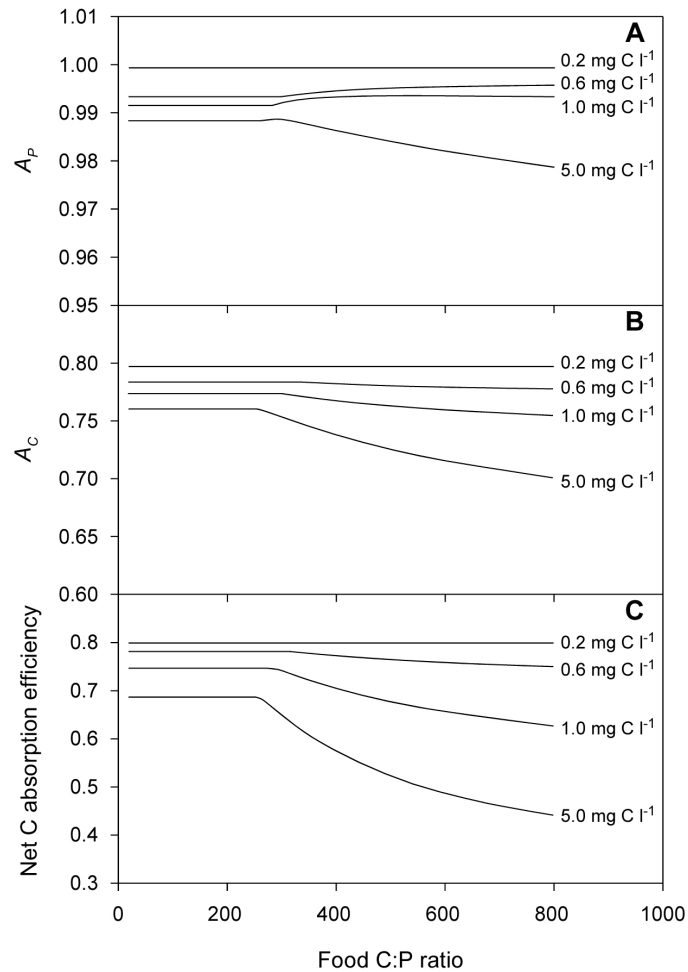 A
1.01
1.00
0.99
0.98
0.97
0.96
0.95
A_P
0.2 mg C l⁻¹
0.6 mg C l⁻¹
1.0 mg C l⁻¹
5.0 mg C l⁻¹
B
0.80
0.75
0.70
0.65
0.60
A_C
0.2 mg C l⁻¹
0.6 mg C l⁻¹
1.0 mg C l⁻¹
5.0 mg C l⁻¹
C
0.8
0.7
0.6
0.5
0.4
0.3
Net C absorption efficiency
0.2 mg C l⁻¹
0.6 mg C l⁻¹
1.0 mg C l⁻¹
5.0 mg C l⁻¹
0 200 400 600 800 1000
Food C:P ratio